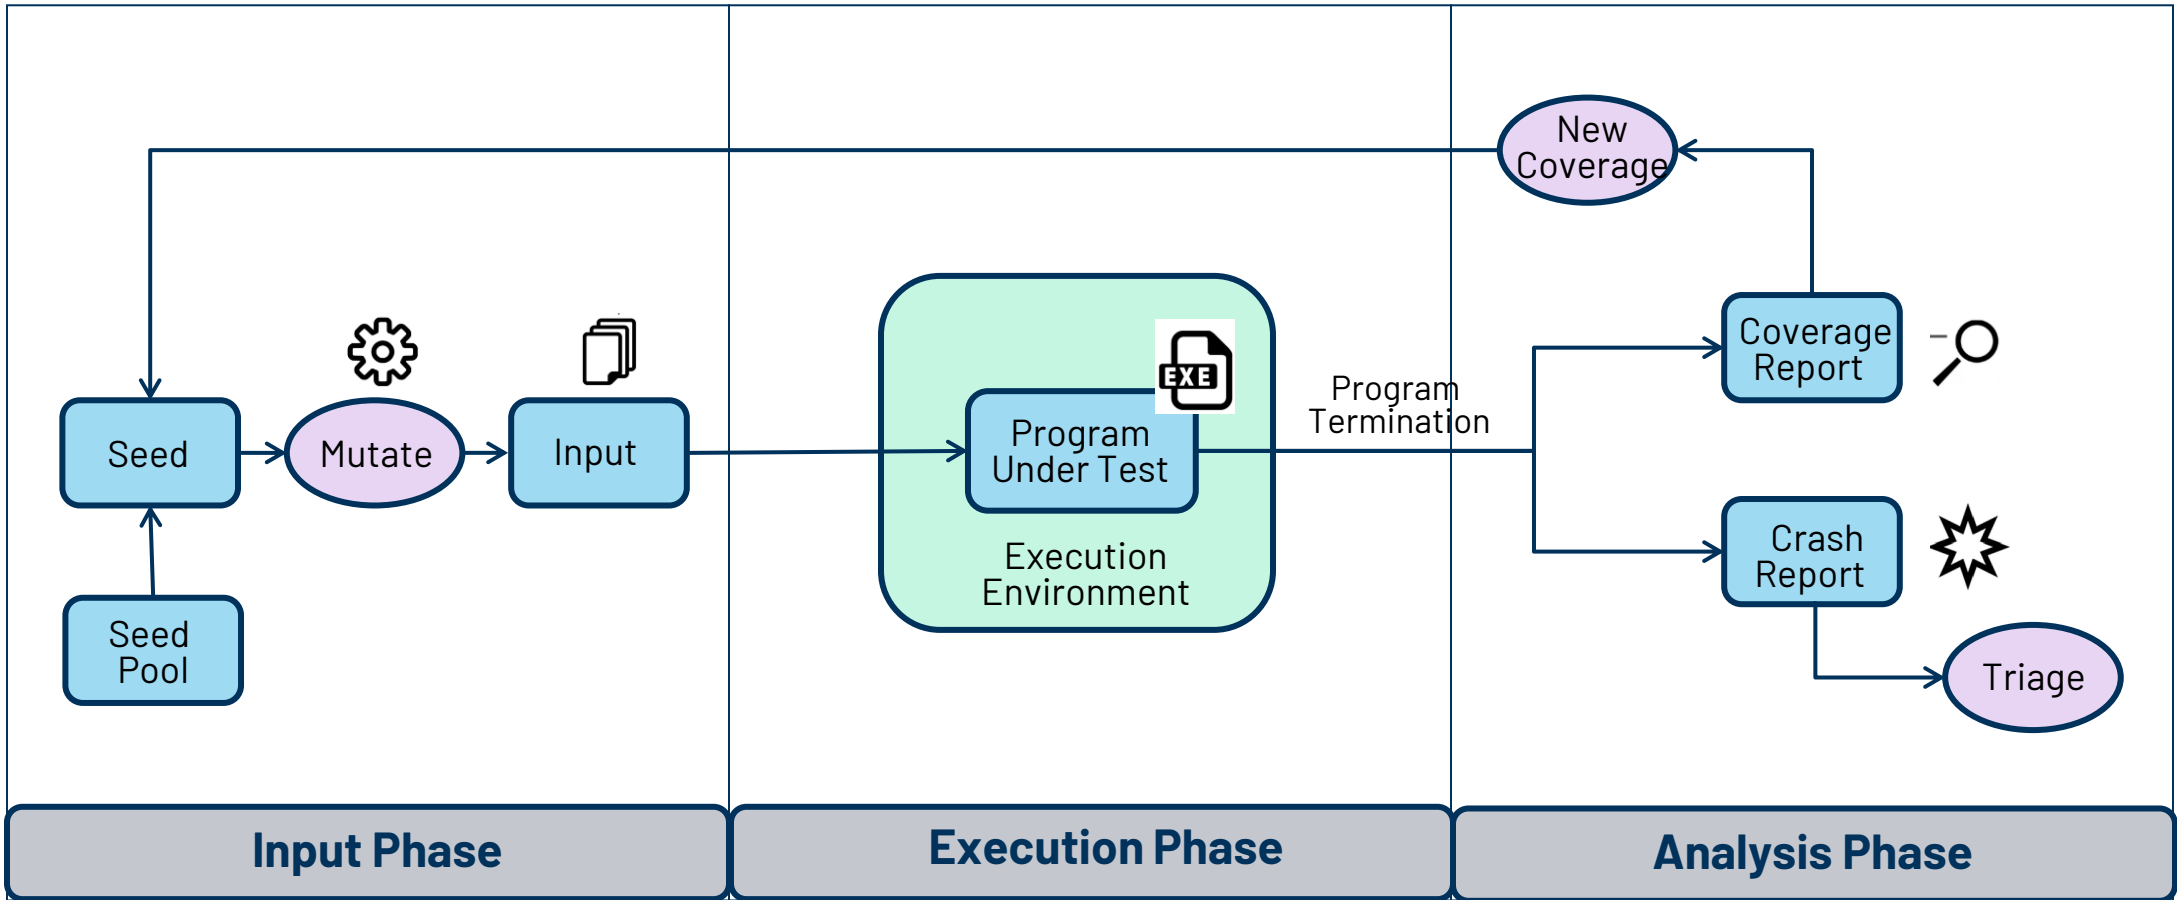 New
Coverage
Seed
Mutate
Input
EXE
Program
Under Test
Execution
Environment
Program
Termination
Coverage
Report
Crash
Report
Seed
Pool
Triage
Input Phase
Execution Phase
Analysis Phase